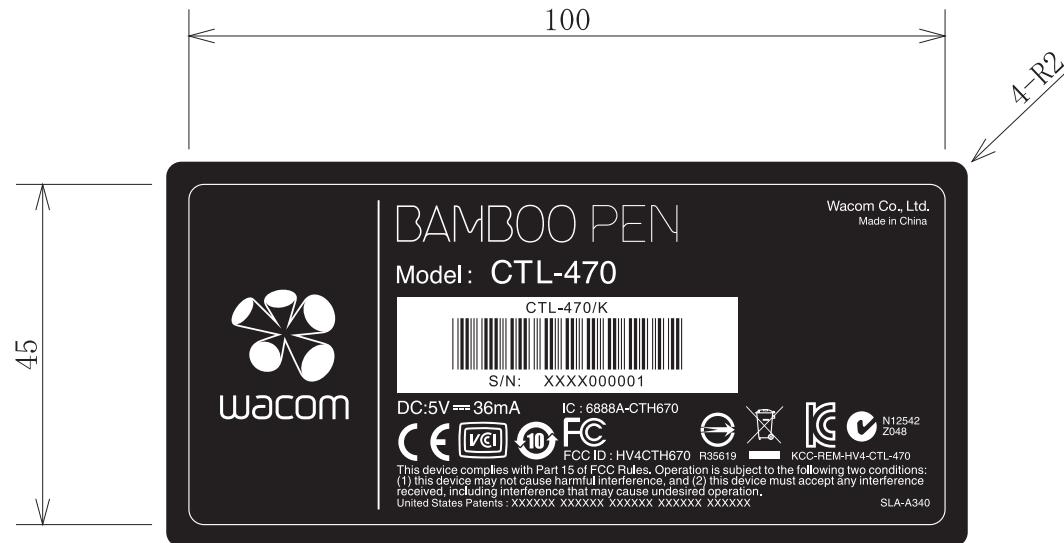 100
4-R2
45
BAMBOO PEN
Wacom Co., Ltd.
Made in China
Model : CTL-470
CTL-470/K
S/N: XXXX000001
wacom
DC:5V 36mA
IC : 6888A-CTH670
CE VCI 10 FC
FCC ID : HV4CTH670
R35619
KCC-REM-HV4-CTL-470
N12542
Z048
This device complies with Part 15 of FCC Rules. Operation is subject to the following two conditions:
(1) this device may not cause harmful interference, and (2) this device must accept any interference
received, including interference that may cause undesired operation.
United States Patents : XXXXXX XXXXXX XXXXXX XXXXXX XXXXXX
SLA-A340